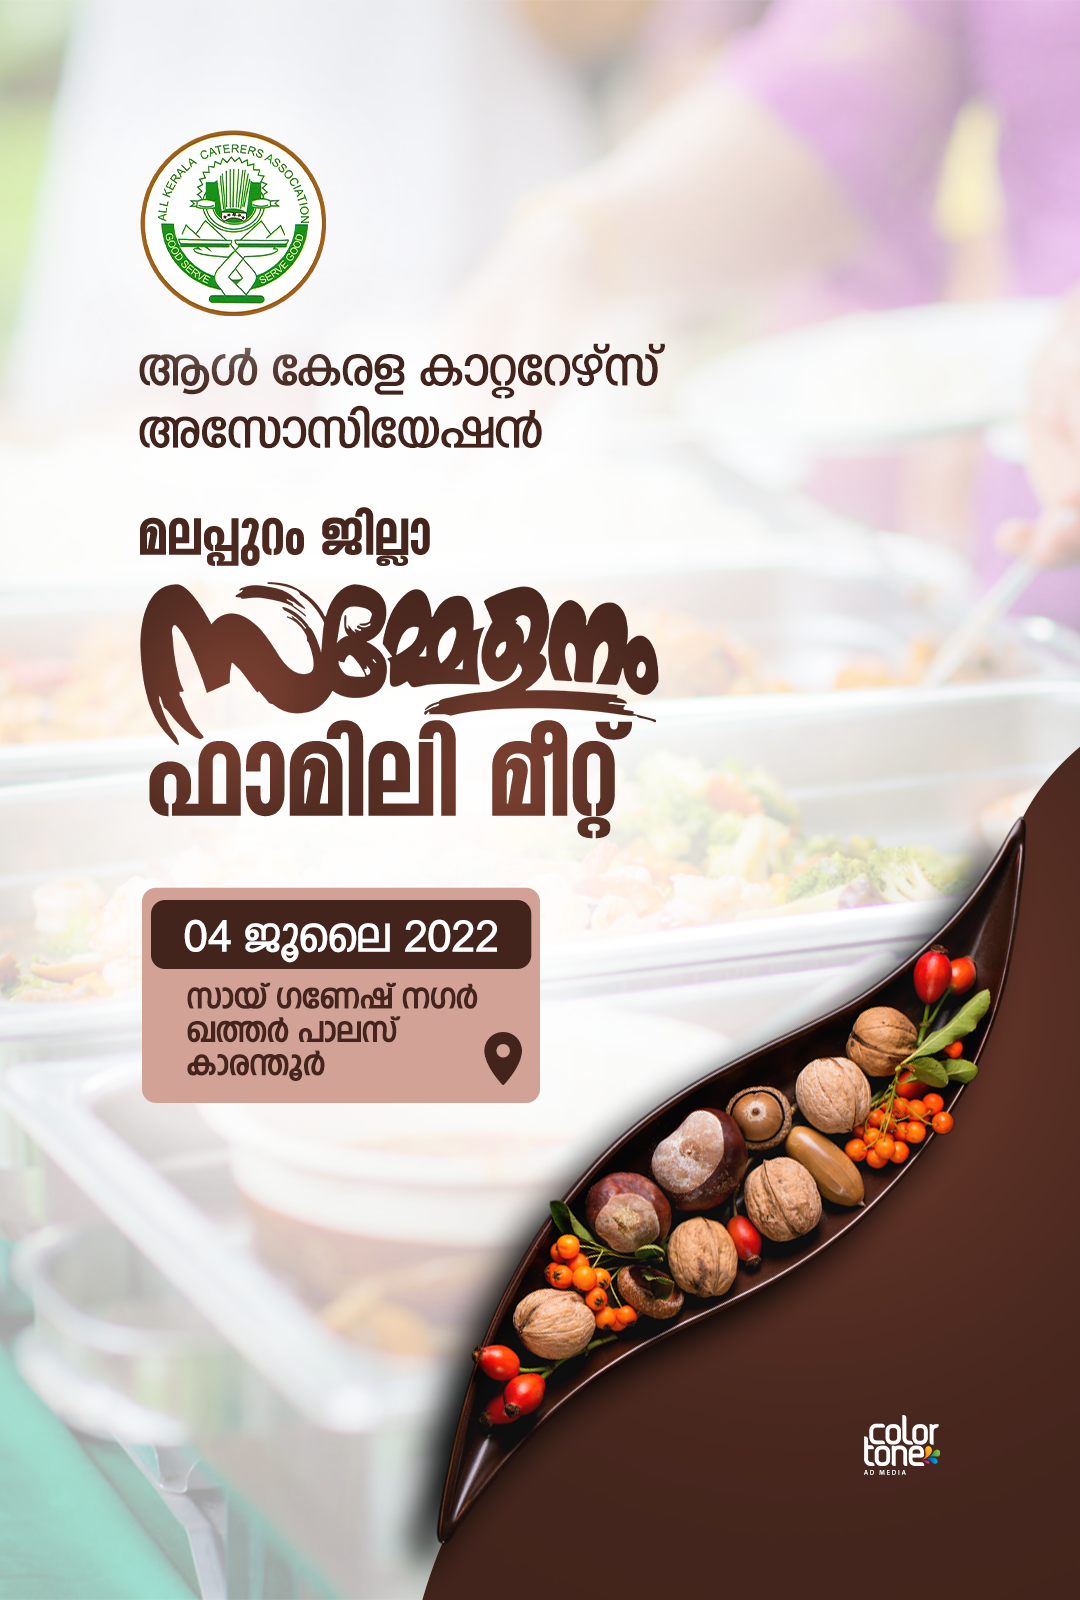 ALL KERALA CATERERS ASSOCIATION
GOOD SERVE SERVE GOOD
ആൾ കേരള കാറ്ററേഴ്സ്
അസോസിയേഷൻ
മലപ്പുറം ജില്ലാ
സമ്മേളനം
ഫാമിലി മീറ്റ്
04 ജൂലൈ 2022
സായ് ഗണേഷ് നഗർ
ഖത്തർ പാലസ്
കാരന്തൂർ
color
tone
AD MEDIA